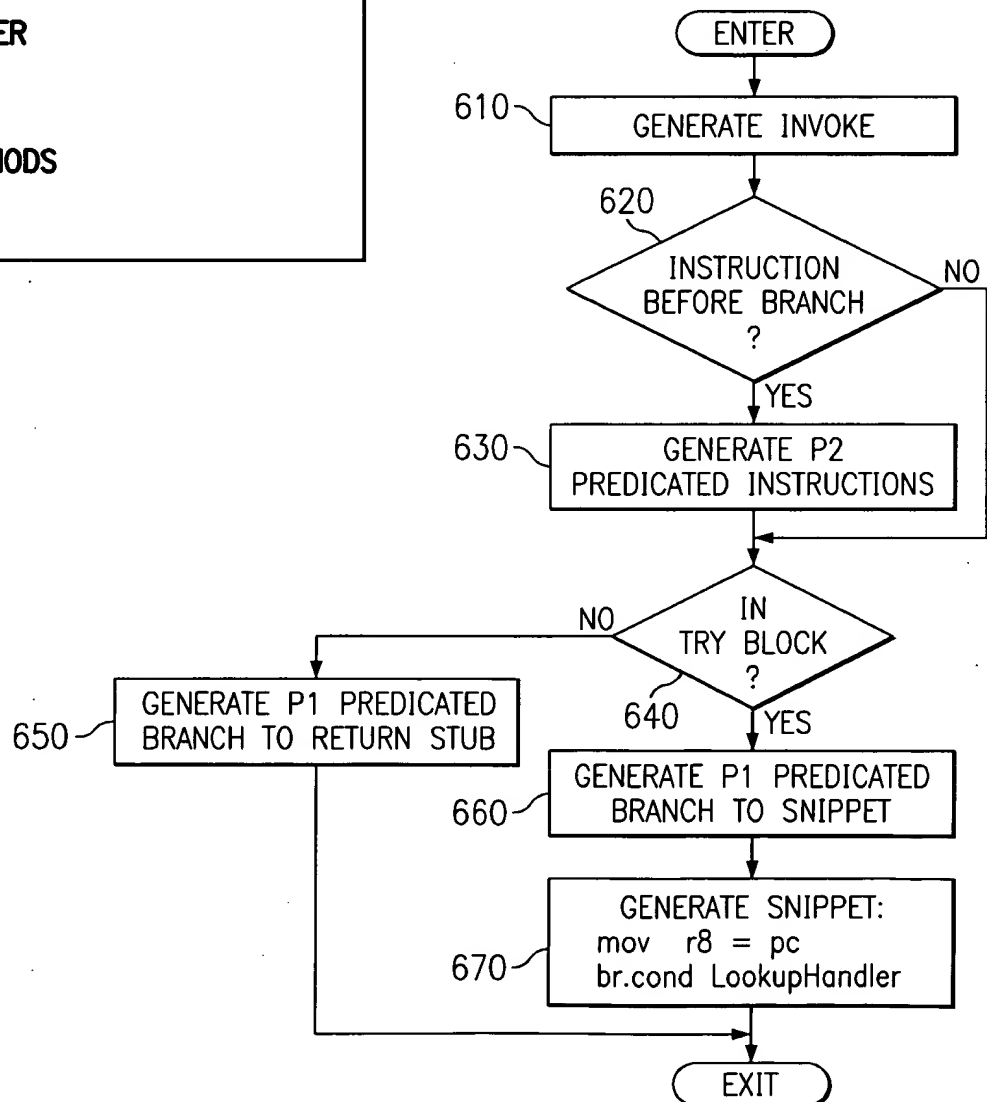 ER
ODS
ENTER
610
GENERATE INVOKE
620
INSTRUCTION
BEFORE BRANCH
?
NO
YES
630
GENERATE P2
PREDICATED INSTRUCTIONS
IN
TRY BLOCK
?
NO
640
YES
650
GENERATE P1 PREDICATED
BRANCH TO RETURN STUB
660
GENERATE P1 PREDICATED
BRANCH TO SNIPPET
670
GENERATE SNIPPET:
mov r8 = pc
br.cond LookupHandler
EXIT